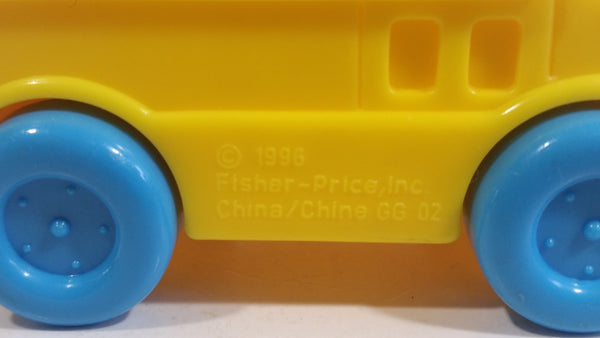 © 1996
Fisher-Price,Inc.
China/Chine GG 02